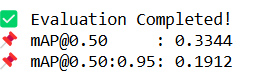 ✅ Evaluation Completed!
📌 mAP@0.50     : 0.3344
📌 mAP@0.50:0.95: 0.1912